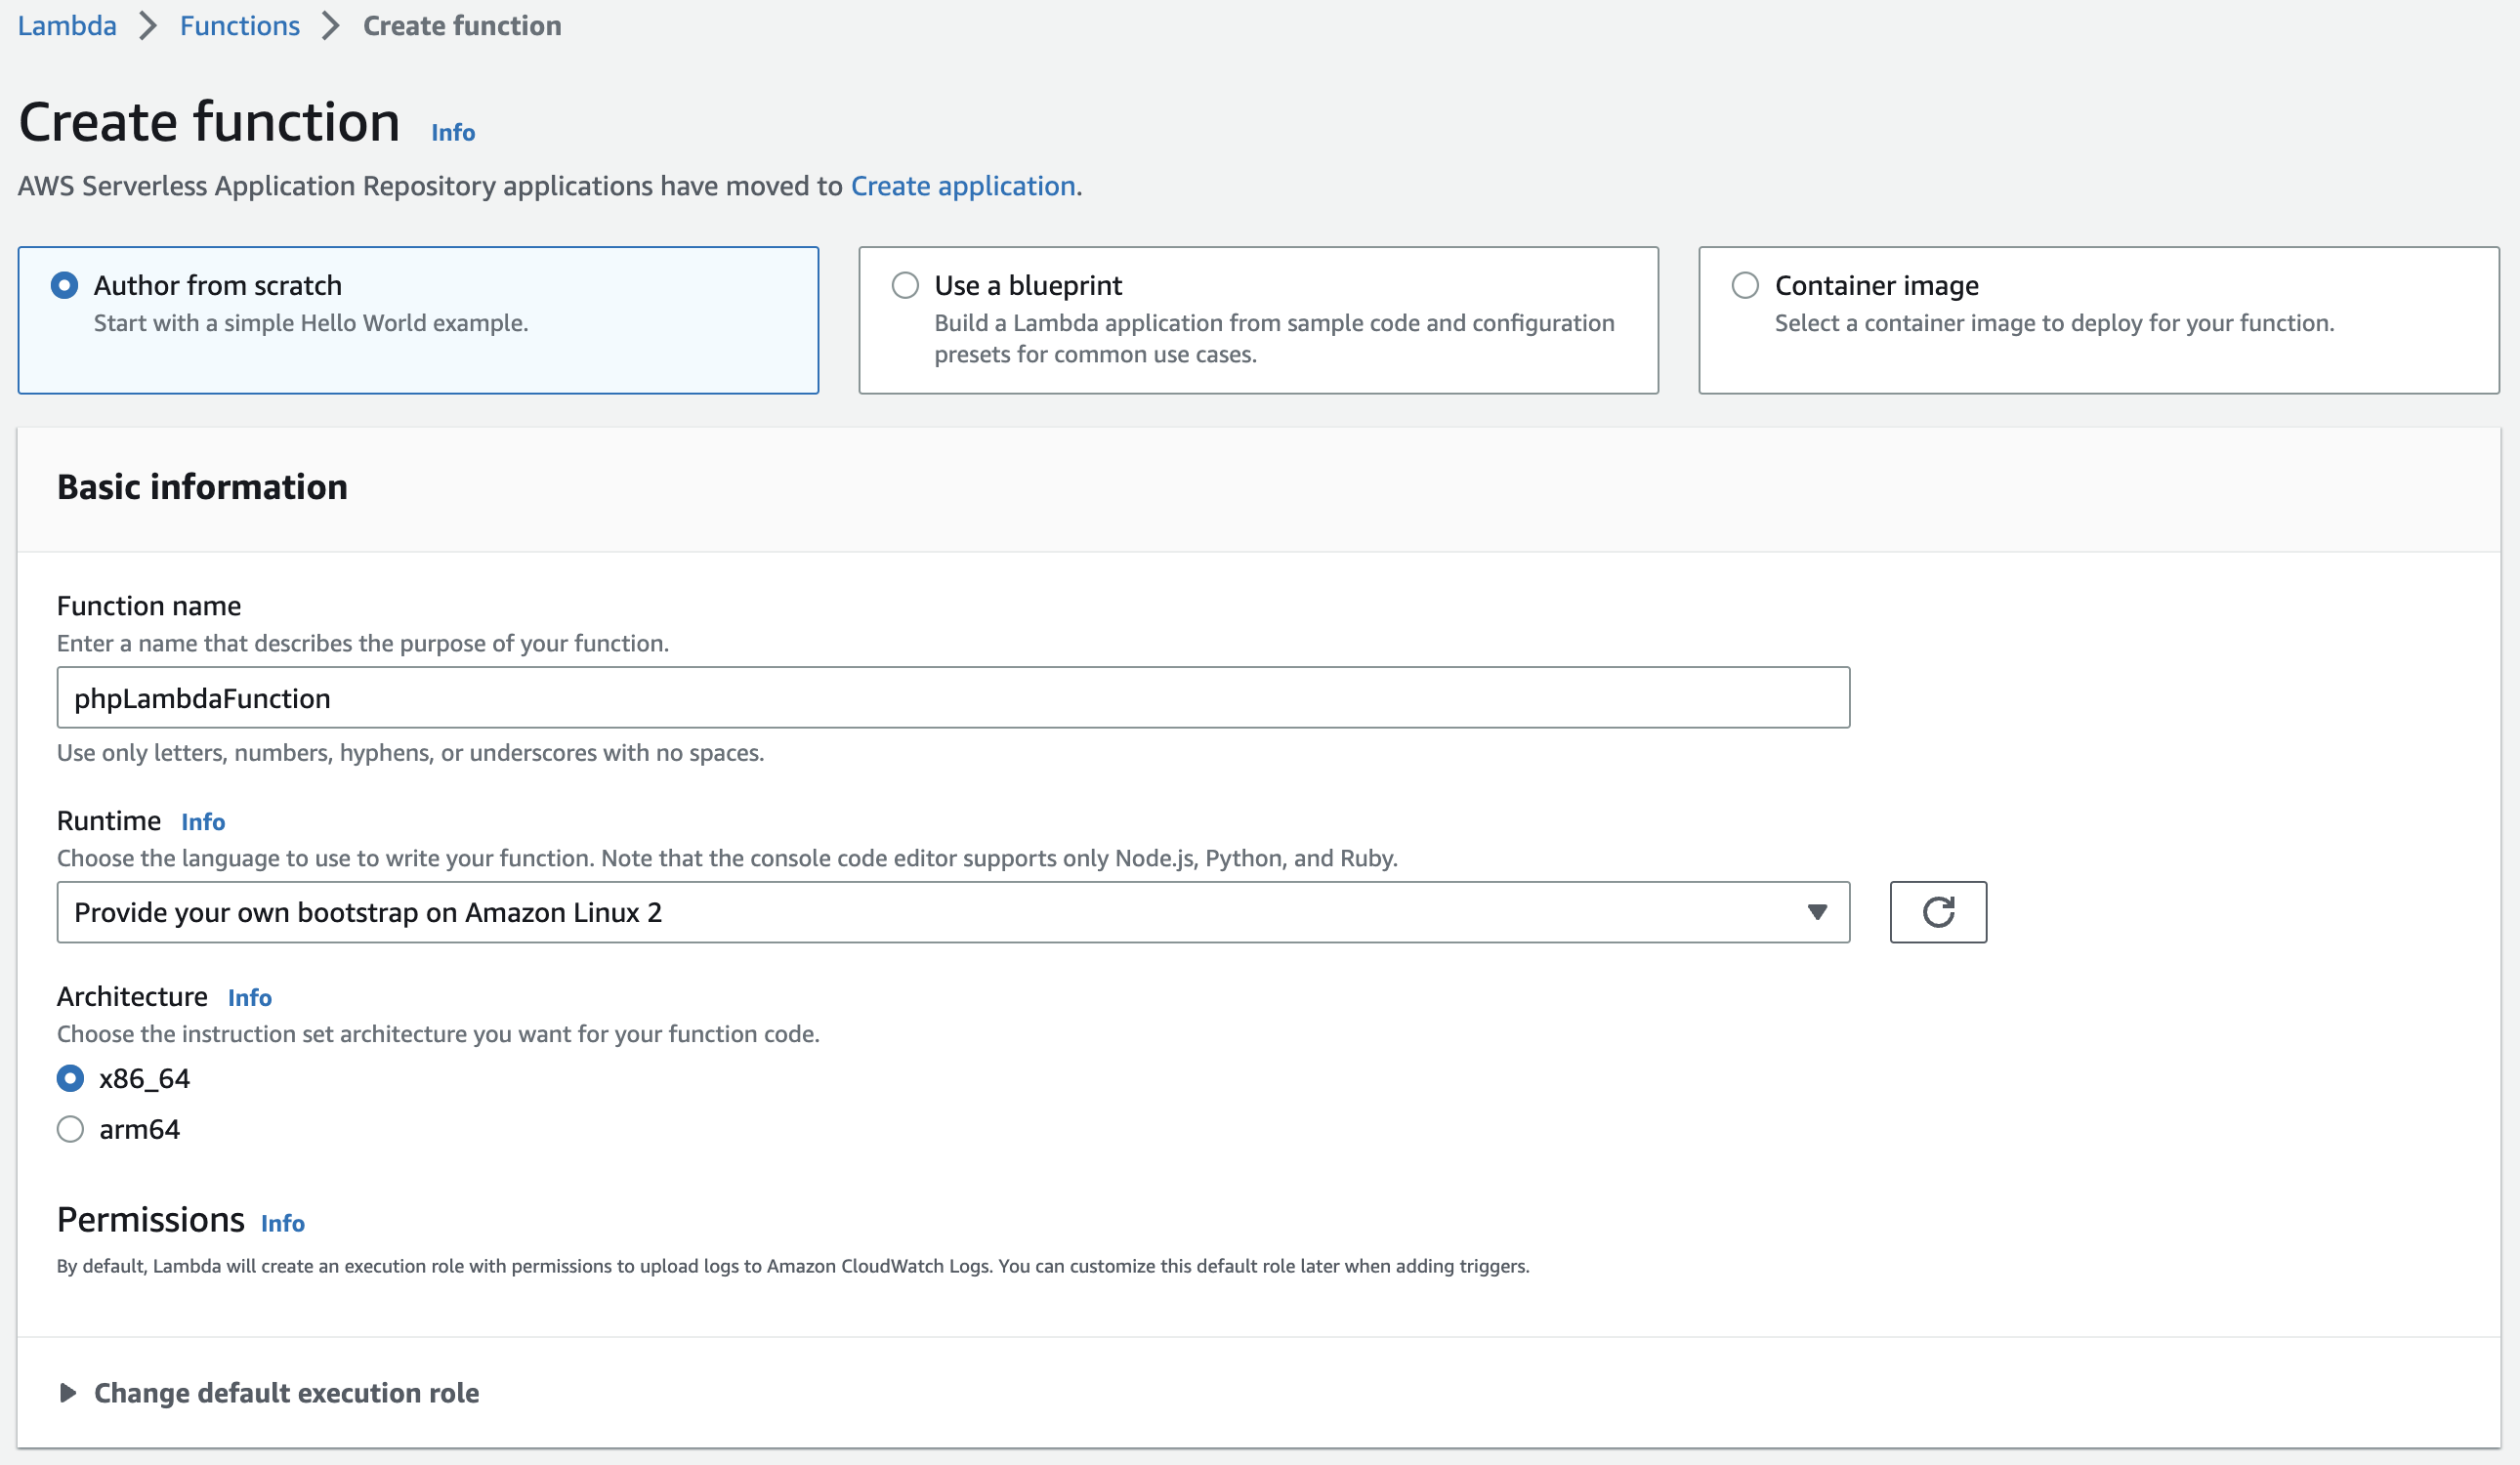 Lambda > Functions > Create function
Create function Info
AWS Serverless Application Repository applications have moved to Create application.
Author from scratch
Start with a simple Hello World example.
Use a blueprint
Build a Lambda application from sample code and configuration
presets for common use cases.
Container image
Select a container image to deploy for your function.
Basic information
Function name
Enter a name that describes the purpose of your function.
phpLambdaFunction
Use only letters, numbers, hyphens, or underscores with no spaces.
Runtime Info
Choose the language to use to write your function. Note that the console code editor supports only Node.js, Python, and Ruby.
Provide your own bootstrap on Amazon Linux 2
Architecture Info
Choose the instruction set architecture you want for your function code.
x86_64
arm64
Permissions Info
By default, Lambda will create an execution role with permissions to upload logs to Amazon CloudWatch Logs. You can customize this default role later when adding triggers.
Change default execution role